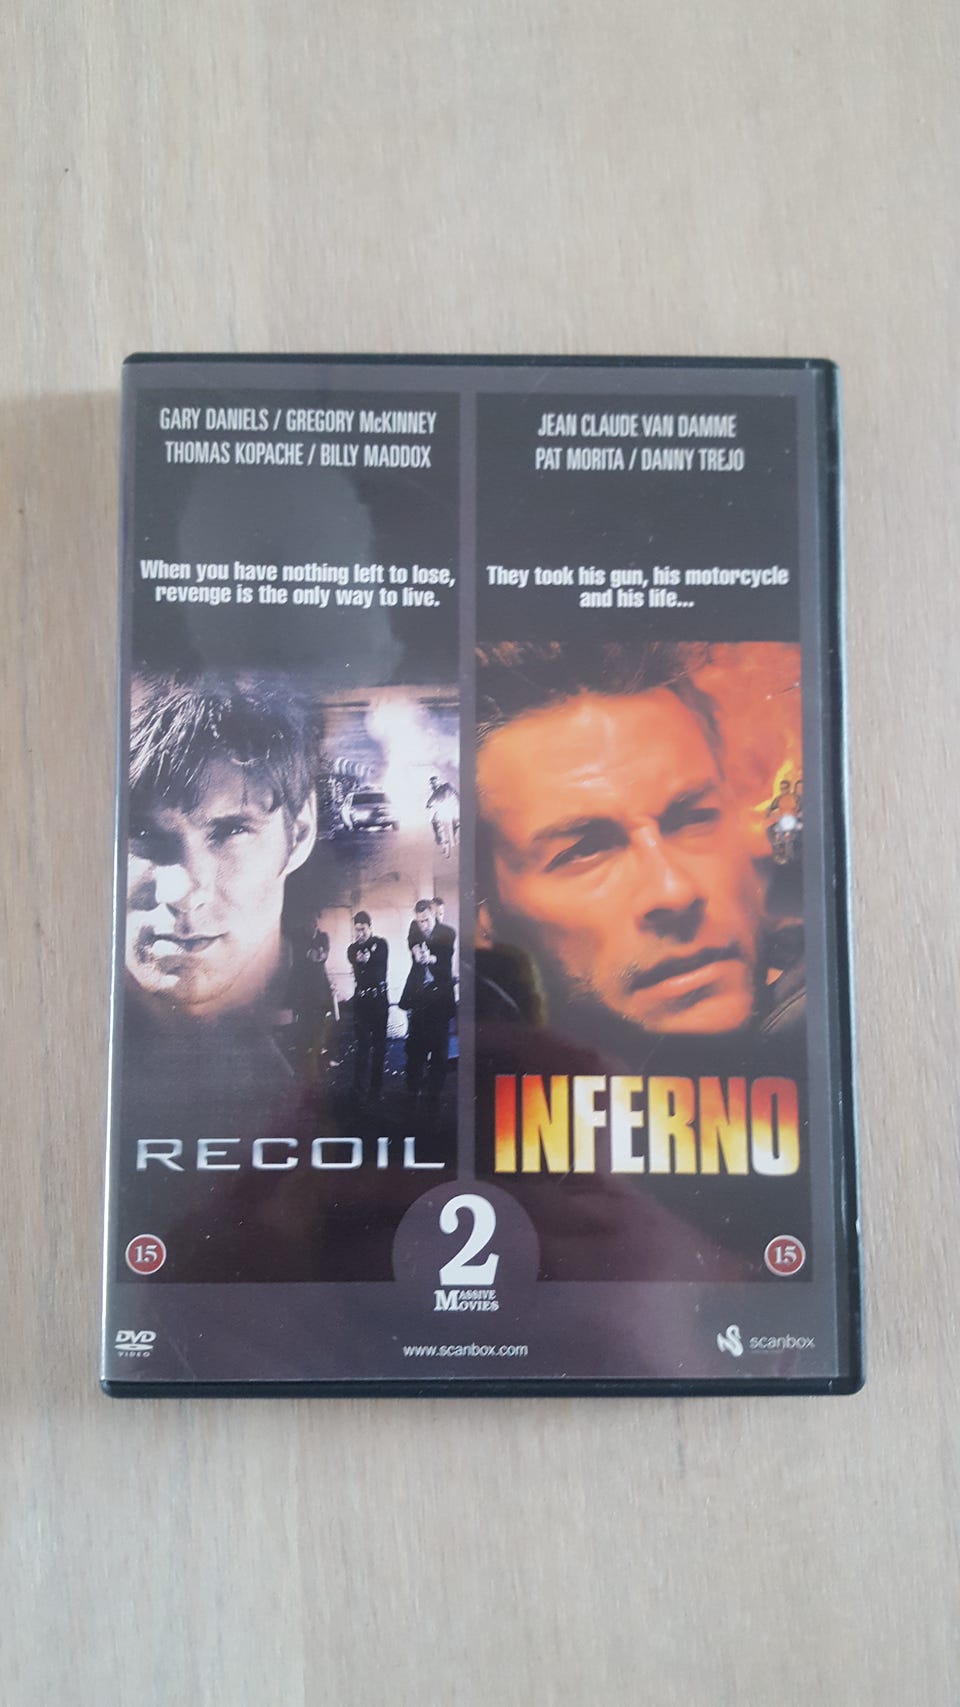 GARY DANIELS / GREGORY McKINNEY
THOMAS KOPACHE / BILLY MADDOX
When you have nothing left to lose,
revenge is the only way to live.
RECOIL
15
JEAN CLAUDE VAN DAMME
PAT MORITA / DANNY TREJO
They took his gun, his motorcycle
and his life...
INFERNO
15
2
MASSIVE
MOVIES
DVD
VIDEO
www.scanbox.com
scanbox